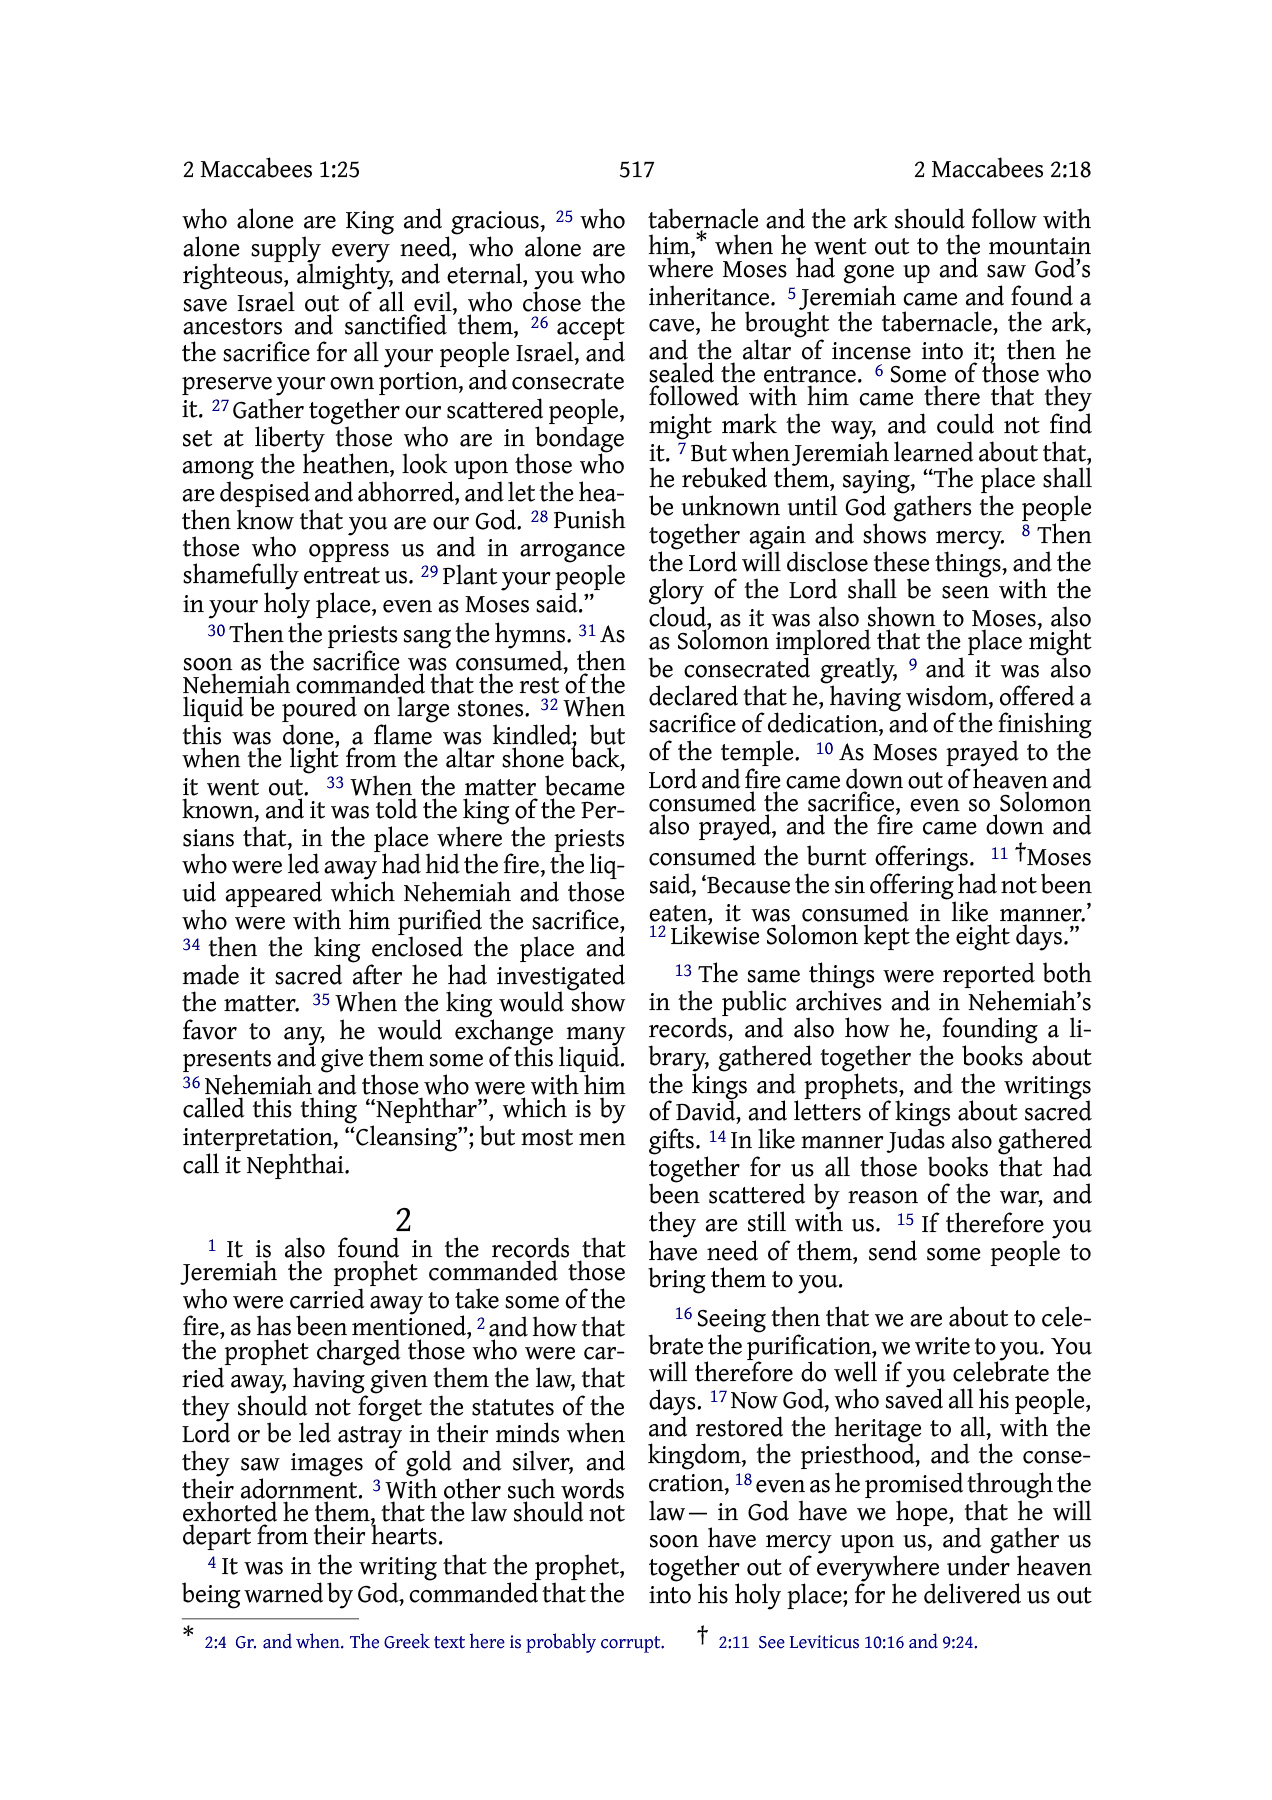 2 Maccabees 1:25 517 2 Maccabees 2:18
who alone are King and gracious, 25 who
alone supply every need, who alone are
righteous, almighty, and eternal, you who
save Israel out of all evil, who chose the
ancestors and sanctified them, 26 accept
the sacrifice for all your people Israel, and
preserve your own portion, and consecrate
it. 27 Gather together our scattered people,
set at liberty those who are in bondage
among the heathen, look upon those who
are despised and abhorred, and let the hea-
then know that you are our God. 28 Punish
those who oppress us and in arrogance
shamefully entreat us. 29 Plant your people
in your holy place, even as Moses said.”
30 Then the priests sang the hymns. 31 As
soon as the sacrifice was consumed, then
Nehemiah commanded that the rest of the
liquid be poured on large stones. 32 When
this was done, a flame was kindled; but
when the light from the altar shone back,
it went out. 33 When the matter became
known, and it was told the king of the Per-
sians that, in the place where the priests
who were led away had hid the fire, the liq-
uid appeared which Nehemiah and those
who were with him purified the sacrifice,
34 then the king enclosed the place and
made it sacred after he had investigated
the matter. 35 When the king would show
favor to any, he would exchange many
presents and give them some of this liquid.
36 Nehemiah and those who were with him
called this thing “Nephthar”, which is by
interpretation, “Cleansing”; but most men
call it Nephthai.
2
1 It is also found in the records that
Jeremiah the prophet commanded those
who were carried away to take some of the
fire, as has been mentioned, 2 and how that
the prophet charged those who were car-
ried away, having given them the law, that
they should not forget the statutes of the
Lord or be led astray in their minds when
they saw images of gold and silver, and
their adornment. 3 With other such words
exhorted he them, that the law should not
depart from their hearts.
4 It was in the writing that the prophet,
being warned by God, commanded that the
tabernacle and the ark should follow with
him,* when he went out to the mountain
where Moses had gone up and saw God’s
inheritance. 5 Jeremiah came and found a
cave, he brought the tabernacle, the ark,
and the altar of incense into it; then he
sealed the entrance. 6 Some of those who
followed with him came there that they
might mark the way, and could not find
it. 7 But when Jeremiah learned about that,
he rebuked them, saying, “The place shall
be unknown until God gathers the people
together again and shows mercy. 8 Then
the Lord will disclose these things, and the
glory of the Lord shall be seen with the
cloud, as it was also shown to Moses, also
as Solomon implored that the place might
be consecrated greatly, 9 and it was also
declared that he, having wisdom, offered a
sacrifice of dedication, and of the finishing
of the temple. 10 As Moses prayed to the
Lord and fire came down out of heaven and
consumed the sacrifice, even so Solomon
also prayed, and the fire came down and
consumed the burnt offerings. 11 †Moses
said, ‘Because the sin offering had not been
eaten, it was consumed in like manner.’
12 Likewise Solomon kept the eight days.”
13 The same things were reported both
in the public archives and in Nehemiah’s
records, and also how he, founding a li-
brary, gathered together the books about
the kings and prophets, and the writings
of David, and letters of kings about sacred
gifts. 14 In like manner Judas also gathered
together for us all those books that had
been scattered by reason of the war, and
they are still with us. 15 If therefore you
have need of them, send some people to
bring them to you.
16 Seeing then that we are about to cele-
brate the purification, we write to you. You
will therefore do well if you celebrate the
days. 17 Now God, who saved all his people,
and restored the heritage to all, with the
kingdom, the priesthood, and the conse-
cration, 18 even as he promised through the
law— in God have we hope, that he will
soon have mercy upon us, and gather us
together out of everywhere under heaven
into his holy place; for he delivered us out
* 2:4 Gr. and when. The Greek text here is probably corrupt. † 2:11 See Leviticus 10:16 and 9:24.